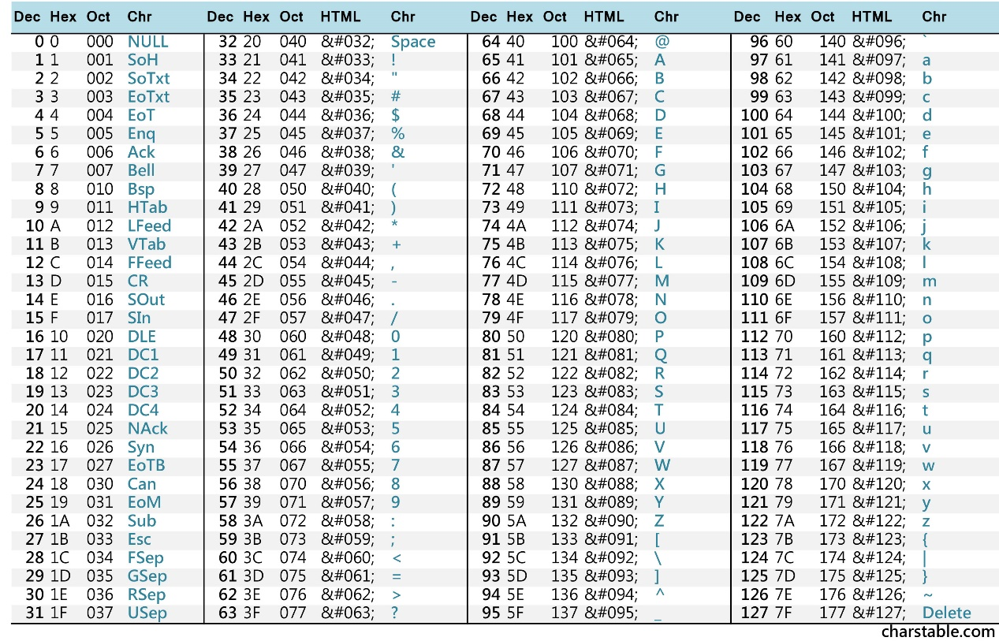 Dec Hex Oct Chr Dec Hex Oct HTML Chr Dec Hex Oct HTML Chr Dec Hex Oct HTML Chr
0 0 000 NULL 32 20 040 &#032; Space 64 40 100 &#064; @ 96 60 140 &#096; `
1 1 001 SoH 33 21 041 &#033; ! 65 41 101 &#065; A 97 61 141 &#097; a
2 2 002 SoTxt 34 22 042 &#034; " 66 42 102 &#066; B 98 62 142 &#098; b
3 3 003 EoTxt 35 23 043 &#035; # 67 43 103 &#067; C 99 63 143 &#099; c
4 4 004 EoT 36 24 044 &#036; $ 68 44 104 &#068; D 100 64 144 &#100; d
5 5 005 Enq 37 25 045 &#037; % 69 45 105 &#069; E 101 65 145 &#101; e
6 6 006 Ack 38 26 046 &#038; & 70 46 106 &#070; F 102 66 146 &#102; f
7 7 007 Bell 39 27 047 &#039; ' 71 47 107 &#071; G 103 67 147 &#103; g
8 8 010 Bsp 40 28 050 &#040; ( 72 48 110 &#072; H 104 68 150 &#104; h
9 9 011 HTab 41 29 051 &#041; ) 73 49 111 &#073; I 105 69 151 &#105; i
10 A 012 LFeed 42 2A 052 &#042; * 74 4A 112 &#074; J 106 6A 152 &#106; j
11 B 013 VTab 43 2B 053 &#043; + 75 4B 113 &#075; K 107 6B 153 &#107; k
12 C 014 FFeed 44 2C 054 &#044; , 76 4C 114 &#076; L 108 6C 154 &#108; l
13 D 015 CR 45 2D 055 &#045; - 77 4D 115 &#077; M 109 6D 155 &#109; m
14 E 016 SOut 46 2E 056 &#046; . 78 4E 116 &#078; N 110 6E 156 &#110; n
15 F 017 SIn 47 2F 057 &#047; / 79 4F 117 &#079; O 111 6F 157 &#111; o
16 10 020 DLE 48 30 060 &#048; 0 80 50 120 &#080; P 112 70 160 &#112; p
17 11 021 DC1 49 31 061 &#049; 1 81 51 121 &#081; Q 113 71 161 &#113; q
18 12 022 DC2 50 32 062 &#050; 2 82 52 122 &#082; R 114 72 162 &#114; r
19 13 023 DC3 51 33 063 &#051; 3 83 53 123 &#083; S 115 73 163 &#115; s
20 14 024 DC4 52 34 064 &#052; 4 84 54 124 &#084; T 116 74 164 &#116; t
21 15 025 NAck 53 35 065 &#053; 5 85 55 125 &#085; U 117 75 165 &#117; u
22 16 026 Syn 54 36 066 &#054; 6 86 56 126 &#086; V 118 76 166 &#118; v
23 17 027 EoTB 55 37 067 &#055; 7 87 57 127 &#087; W 119 77 167 &#119; w
24 18 030 Can 56 38 070 &#056; 8 88 58 130 &#088; X 120 78 170 &#120; x
25 19 031 EoM 57 39 071 &#057; 9 89 59 131 &#089; Y 121 79 171 &#121; y
26 1A 032 Sub 58 3A 072 &#058; : 90 5A 132 &#090; Z 122 7A 172 &#122; z
27 1B 033 Esc 59 3B 073 &#059; ; 91 5B 133 &#091; [ 123 7B 173 &#123; {
28 1C 034 FSep 60 3C 074 &#060; < 92 5C 134 &#092; \ 124 7C 174 &#124; |
29 1D 035 GSep 61 3D 075 &#061; = 93 5D 135 &#093; ] 125 7D 175 &#125; }
30 1E 036 RSep 62 3E 076 &#062; > 94 5E 136 &#094; ^ 126 7E 176 &#126; ~
31 1F 037 USep 63 3F 077 &#063; ? 95 5F 137 &#095; _ 127 7F 177 &#127; Delete
charstable.com